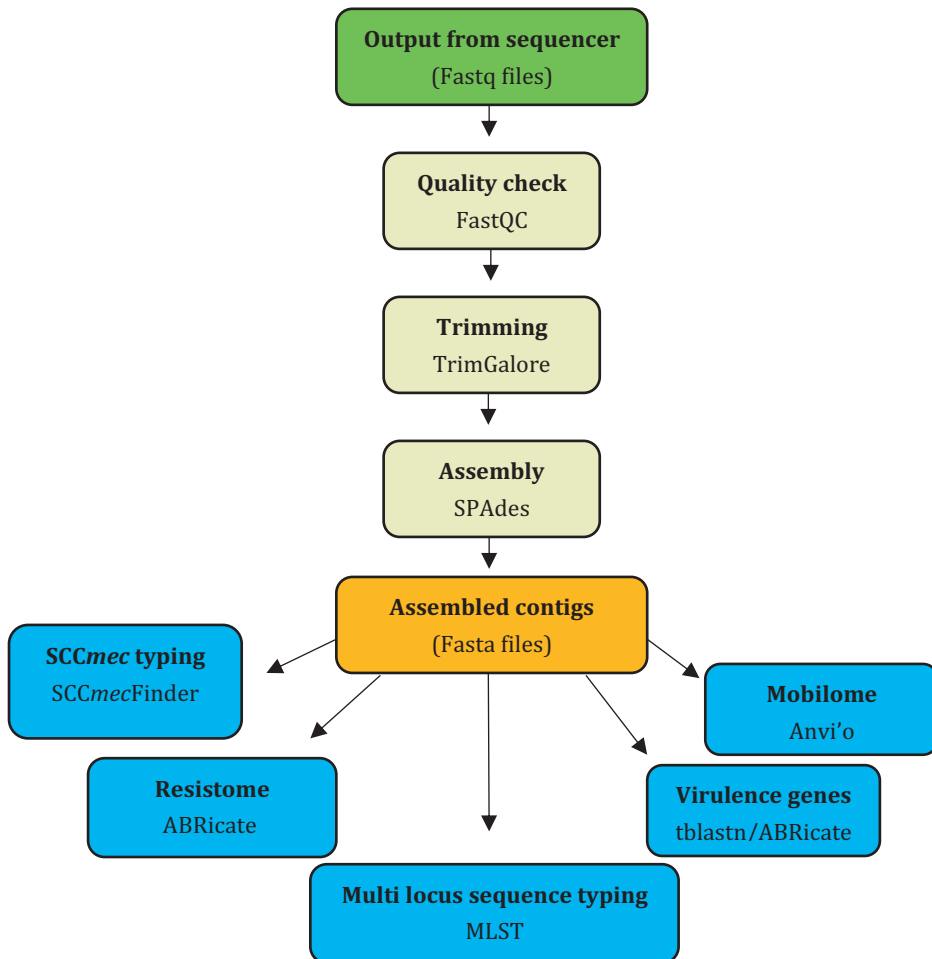 Output from sequencer
(Fastq files)
Quality check
FastQC
Trimming
TrimGalore
Assembly
SPAdes
Assembled contigs
(Fasta files)
SCCmec typing
SCCmecFinder
Mobilome
Anvi’o
Resistome
ABRicate
Virulence genes
tblastn/ABRicate
Multi locus sequence typing
MLST